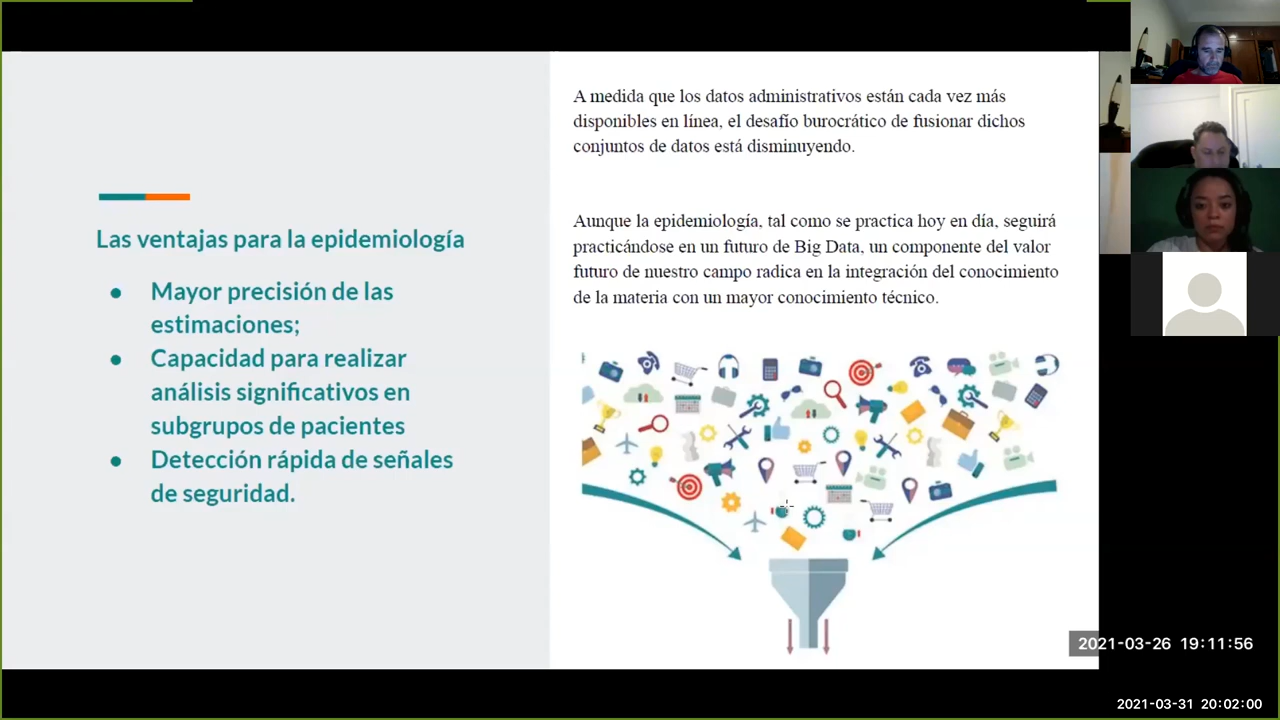 Las ventajas para la epidemiología
● Mayor precisión de las
estimaciones;
● Capacidad para realizar
análisis significativos en
subgrupos de pacientes
● Detección rápida de señales
de seguridad.
A medida que los datos administrativos están cada vez más
disponibles en línea, el desafío burocrático de fusionar dichos
conjuntos de datos está disminuyendo.
Aunque la epidemiología, tal como se practica hoy en día, seguirá
practicándose en un futuro de Big Data, un componente del valor
futuro de nuestro campo radica en la integración del conocimiento
de la materia con un mayor conocimiento técnico.
2021-03-26 19:11:56
2021-03-31 20:02:00